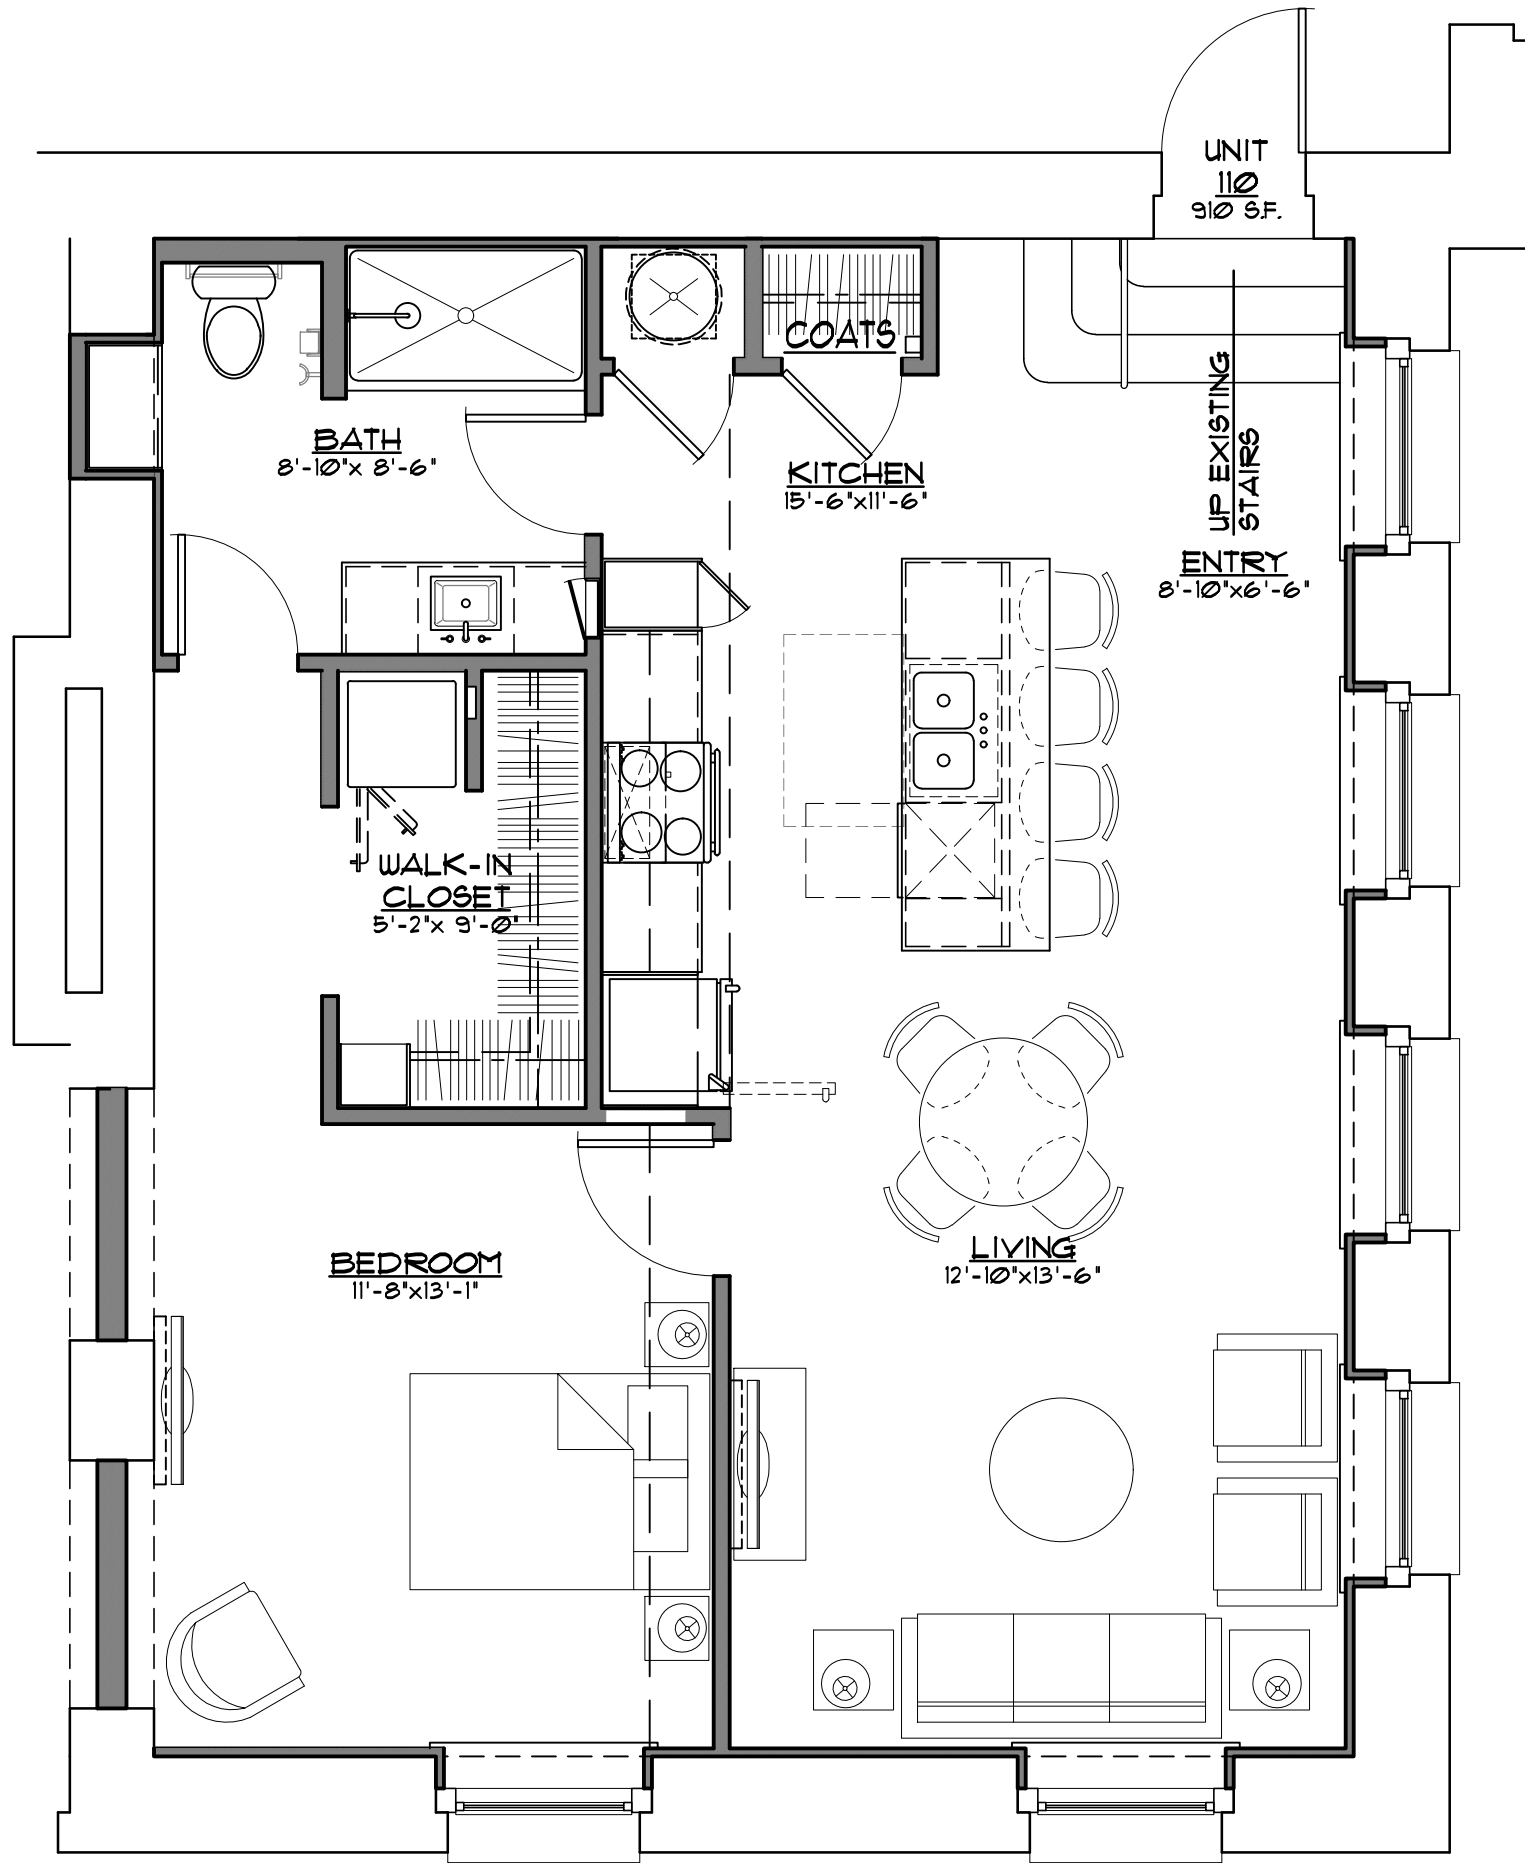 UNIT
110
910 S.F.
COATS
UP EXISTING
STAIRS
BATH
8'-10"x 8'-6"
KITCHEN
15'-6"x11'-6"
ENTRY
8'-10"x6'-6"
WALK-IN
CLOSET
5'-2"x 9'-0"
BEDROOM
11'-8"x13'-1"
LIVING
12'-10"x13'-6"